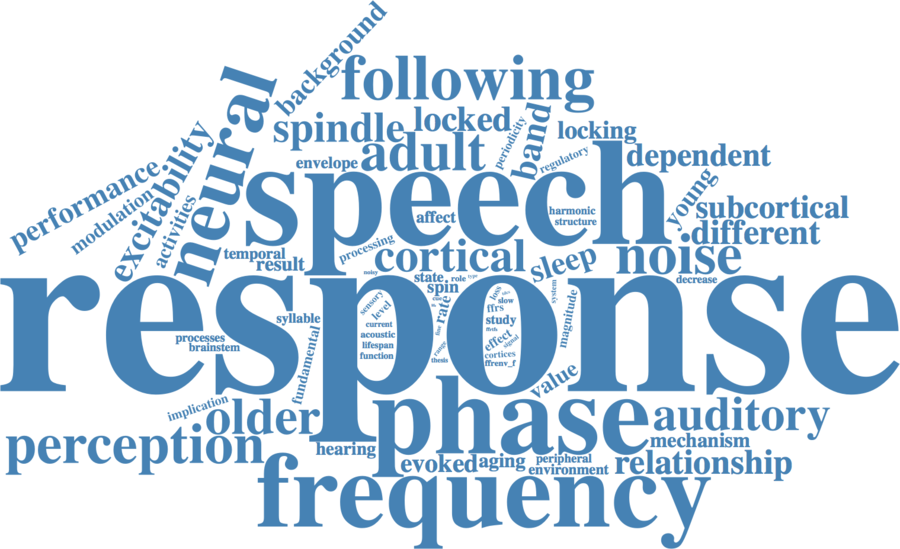 background
following
neural
spindle
locked
band
periodicity
locking
adult
envelope
regulatory
dependent
performance
modulation
excitability
activities
speech
young
subcortical
affect
harmonic
structure
different
temporal
result
processing
cortical
sleep
noise
noisy
state
role
type
decrease
spin
response
sensory
level
rate
loss
slow
ffrs
system
magnitude
syllable
current
study
acoustic
lifespan
function
effect
signal
cortices
ffrenv_f
range
thesis
processes
brainstem
fundamental
value
implication
older
phase
auditory
perception
hearing
mechanism
evoked
aging
peripheral
environment
relationship
frequency